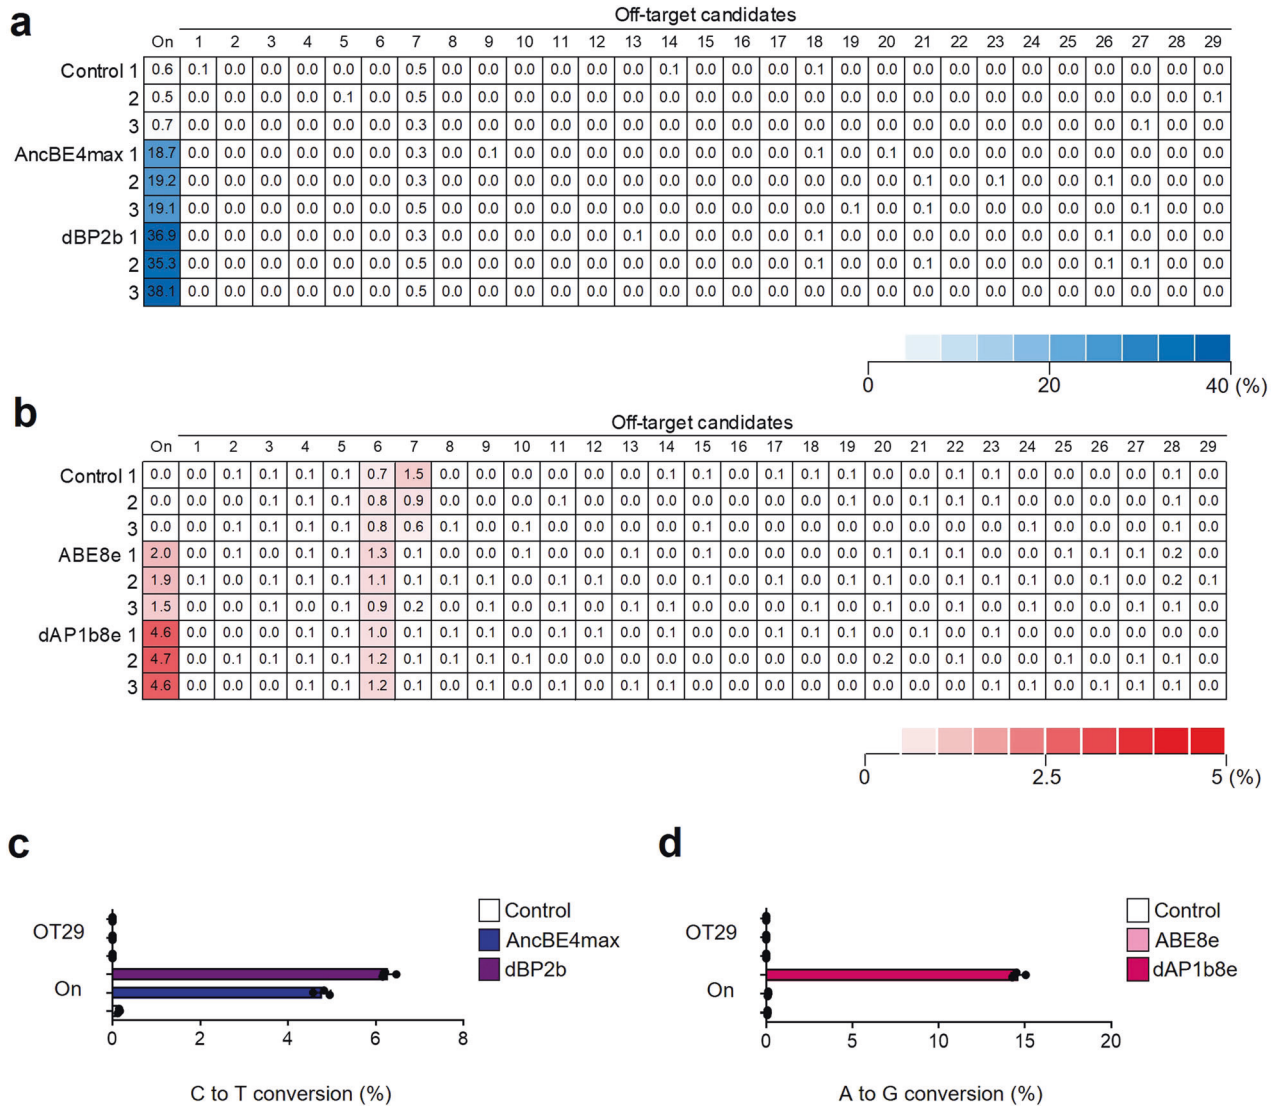 a
Off-target candidates
On 1 2 3 4 5 6 7 8 9 10 11 12 13 14 15 16 17 18 19 20 21 22 23 24 25 26 27 28 29
Control 1 0.6 0.1 0.0 0.0 0.0 0.0 0.0 0.5 0.0 0.0 0.0 0.0 0.0 0.0 0.1 0.0 0.0 0.0 0.1 0.0 0.0 0.0 0.0 0.0 0.0 0.0 0.0 0.0 0.0 0.0
2 0.5 0.0 0.0 0.0 0.0 0.1 0.0 0.5 0.0 0.0 0.0 0.0 0.0 0.0 0.0 0.0 0.0 0.0 0.0 0.0 0.0 0.0 0.0 0.0 0.0 0.0 0.0 0.0 0.0 0.1
3 0.7 0.0 0.0 0.0 0.0 0.0 0.0 0.3 0.0 0.0 0.0 0.0 0.0 0.0 0.0 0.0 0.0 0.0 0.0 0.0 0.0 0.0 0.0 0.0 0.0 0.0 0.0 0.1 0.0 0.0
AncBE4max 1 18.7 0.0 0.0 0.0 0.0 0.0 0.0 0.3 0.0 0.1 0.0 0.0 0.0 0.0 0.0 0.0 0.0 0.0 0.1 0.0 0.1 0.0 0.0 0.0 0.0 0.0 0.0 0.0 0.0 0.0
2 19.2 0.0 0.0 0.0 0.0 0.0 0.0 0.3 0.0 0.0 0.0 0.0 0.0 0.0 0.0 0.0 0.0 0.0 0.0 0.0 0.0 0.1 0.0 0.1 0.0 0.0 0.1 0.0 0.0 0.0
3 19.1 0.0 0.0 0.0 0.0 0.0 0.0 0.5 0.0 0.0 0.0 0.0 0.0 0.0 0.0 0.0 0.0 0.0 0.0 0.1 0.0 0.1 0.0 0.0 0.0 0.0 0.0 0.1 0.0 0.0
dBP2b 1 36.9 0.0 0.0 0.0 0.0 0.0 0.0 0.3 0.0 0.0 0.0 0.0 0.0 0.1 0.0 0.0 0.0 0.0 0.1 0.0 0.0 0.0 0.0 0.0 0.0 0.0 0.1 0.0 0.0 0.0
2 35.3 0.0 0.0 0.0 0.0 0.0 0.0 0.5 0.0 0.0 0.0 0.0 0.0 0.0 0.0 0.0 0.0 0.0 0.1 0.0 0.0 0.1 0.0 0.0 0.0 0.0 0.1 0.1 0.0 0.0
3 38.1 0.0 0.0 0.0 0.0 0.0 0.0 0.5 0.0 0.0 0.0 0.0 0.0 0.0 0.0 0.0 0.0 0.0 0.0 0.0 0.0 0.0 0.0 0.0 0.0 0.0 0.0 0.0 0.0 0.0
0 20 40 (%)
b
Off-target candidates
On 1 2 3 4 5 6 7 8 9 10 11 12 13 14 15 16 17 18 19 20 21 22 23 24 25 26 27 28 29
Control 1 0.0 0.0 0.1 0.1 0.1 0.1 0.7 1.5 0.0 0.0 0.0 0.0 0.0 0.0 0.1 0.1 0.0 0.1 0.1 0.1 0.0 0.0 0.1 0.1 0.0 0.0 0.0 0.0 0.1 0.0
2 0.0 0.0 0.0 0.1 0.1 0.1 0.8 0.9 0.0 0.0 0.0 0.1 0.0 0.0 0.0 0.0 0.0 0.0 0.0 0.1 0.0 0.1 0.1 0.1 0.0 0.0 0.0 0.0 0.1 0.0
3 0.0 0.0 0.1 0.1 0.1 0.1 0.8 0.6 0.1 0.0 0.1 0.0 0.0 0.0 0.0 0.1 0.0 0.0 0.0 0.0 0.0 0.0 0.0 0.0 0.1 0.0 0.0 0.0 0.1 0.0
ABE8e 1 2.0 0.0 0.1 0.0 0.1 0.1 1.3 0.1 0.0 0.0 0.1 0.0 0.0 0.1 0.0 0.1 0.0 0.0 0.0 0.0 0.1 0.1 0.1 0.0 0.0 0.1 0.1 0.1 0.2 0.0
2 1.9 0.1 0.0 0.1 0.0 0.1 1.1 0.1 0.1 0.1 0.0 0.1 0.1 0.0 0.0 0.1 0.0 0.0 0.1 0.0 0.1 0.0 0.1 0.1 0.1 0.0 0.1 0.0 0.2 0.1
3 1.5 0.0 0.0 0.1 0.0 0.1 0.9 0.2 0.0 0.1 0.0 0.1 0.0 0.1 0.1 0.0 0.0 0.0 0.1 0.0 0.1 0.0 0.0 0.1 0.0 0.1 0.0 0.1 0.1 0.0
dAP1b8e 1 4.6 0.0 0.0 0.0 0.1 0.1 1.0 0.1 0.1 0.1 0.0 0.1 0.1 0.0 0.0 0.0 0.0 0.1 0.1 0.1 0.0 0.1 0.0 0.1 0.0 0.0 0.0 0.0 0.0 0.0
2 4.7 0.0 0.1 0.1 0.1 0.1 1.2 0.1 0.1 0.1 0.1 0.0 0.0 0.0 0.0 0.0 0.0 0.0 0.0 0.0 0.2 0.0 0.1 0.0 0.0 0.1 0.0 0.1 0.1 0.0
3 4.6 0.0 0.0 0.0 0.1 0.1 1.2 0.1 0.0 0.1 0.0 0.1 0.0 0.1 0.1 0.0 0.0 0.0 0.0 0.0 0.0 0.0 0.0 0.1 0.1 0.0 0.1 0.1 0.1 0.0
0 2.5 5 (%)
c
OT29
On
0 2 4 6 8
C to T conversion (%)
Control
AncBE4max
dBP2b
d
OT29
On
0 5 10 15 20
A to G conversion (%)
Control
ABE8e
dAP1b8e